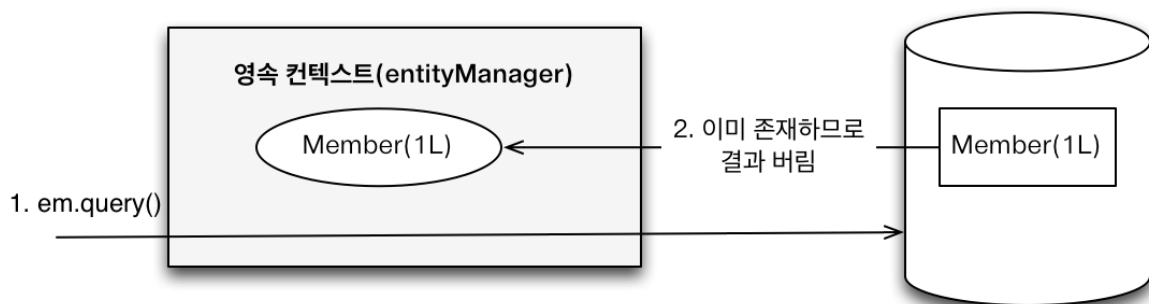 영속 컨텍스트(entityManager)
Member(1L)
2. 이미 존재하므로
결과 버림
Member(1L)
1. em.query()